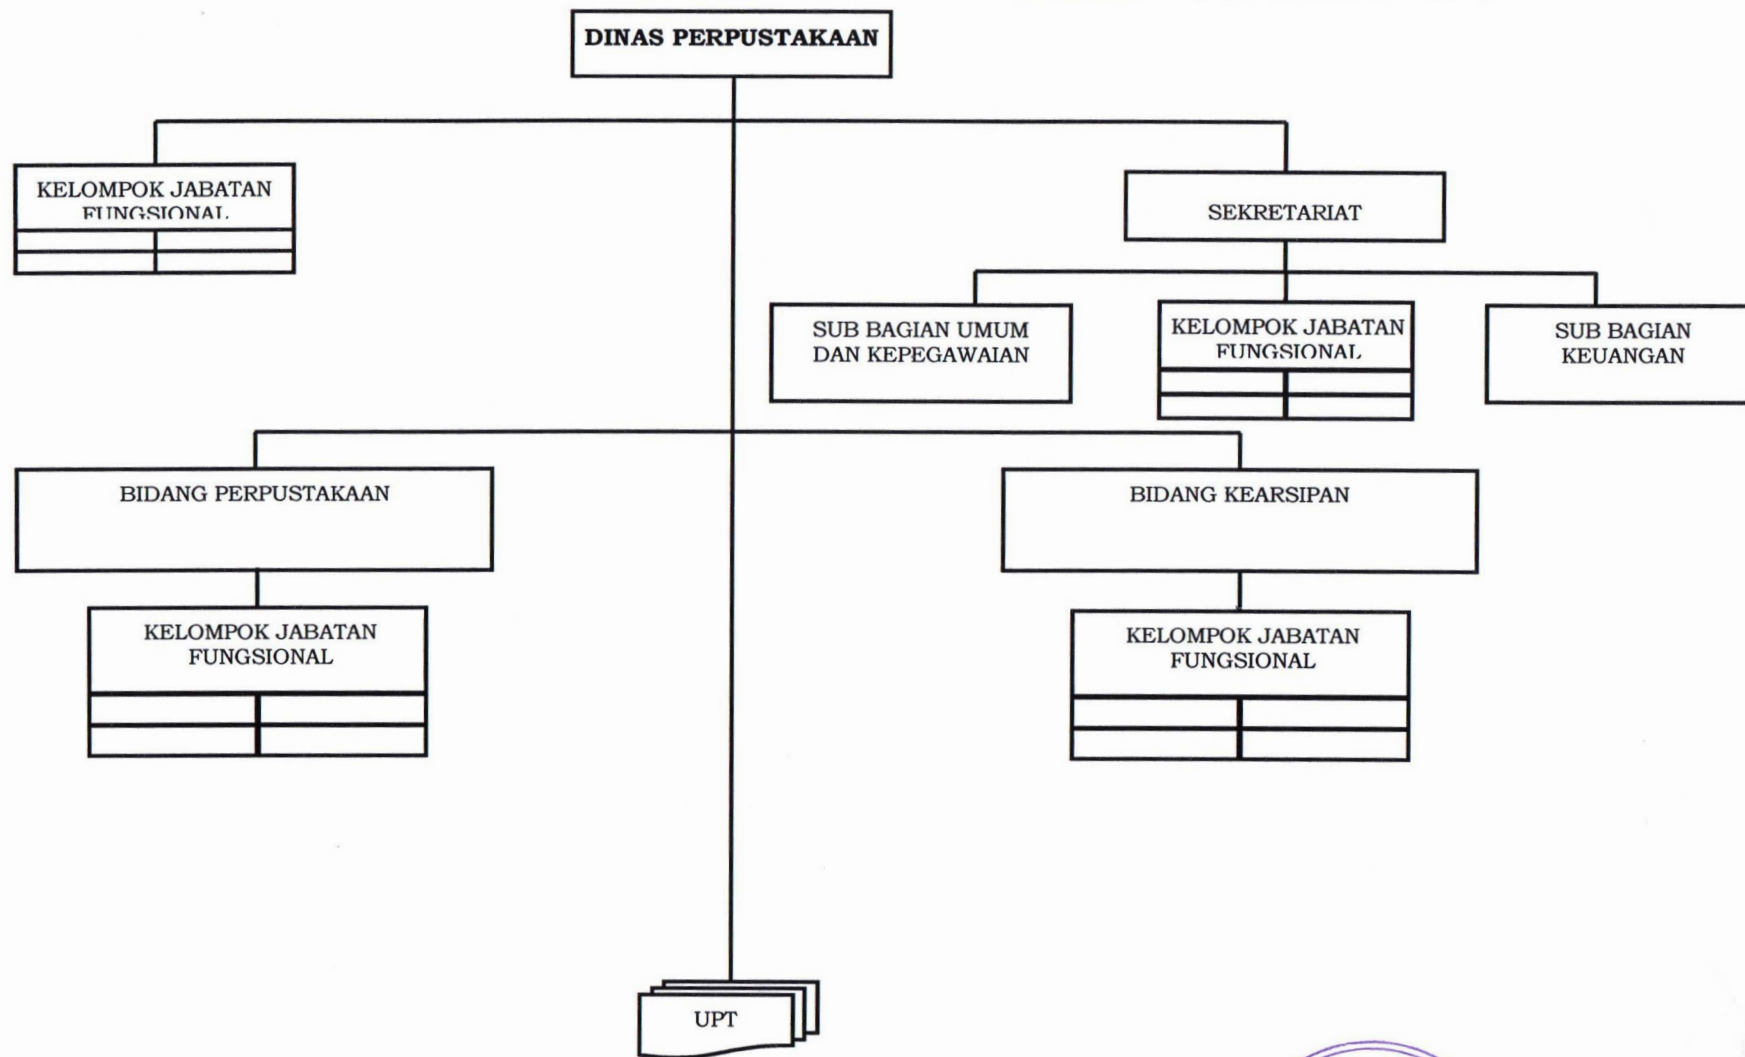 DINAS PERPUSTAKAAN
KELOMPOK JABATAN
FUNGSIONAL
SEKRETARIAT
SUB BAGIAN UMUM
DAN KEPEGAWAIAN
KELOMPOK JABATAN
FUNGSIONAL
SUB BAGIAN
KEUANGAN
BIDANG PERPUSTAKAAN
BIDANG KEARSIPAN
KELOMPOK JABATAN
FUNGSIONAL
KELOMPOK JABATAN
FUNGSIONAL
UPT